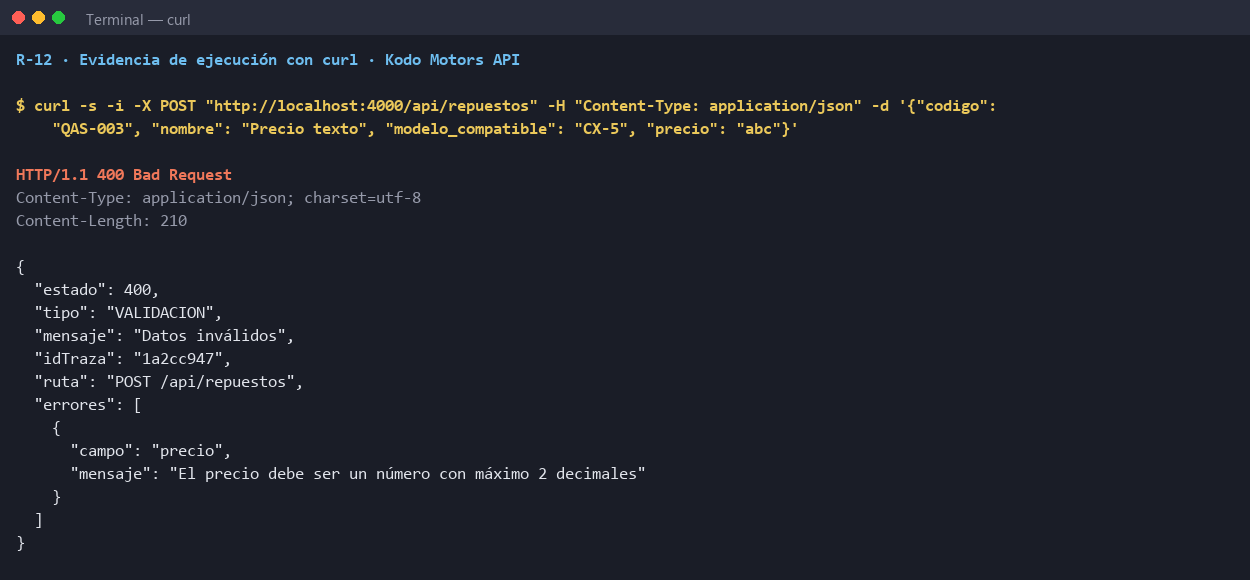 Terminal — curl
R-12 · Evidencia de ejecución con curl · Kodo Motors API
$ curl -s -i -X POST "http://localhost:4000/api/repuestos" -H "Content-Type: application/json" -d '{"codigo":
"QAS-003", "nombre": "Precio texto", "modelo_compatible": "CX-5", "precio": "abc"}'
HTTP/1.1 400 Bad Request
Content-Type: application/json; charset=utf-8
Content-Length: 210
{
"estado": 400,
"tipo": "VALIDACION",
"mensaje": "Datos inválidos",
"idTraza": "1a2cc947",
"ruta": "POST /api/repuestos",
"errores": [
{
"campo": "precio",
"mensaje": "El precio debe ser un número con máximo 2 decimales"
}
]
}